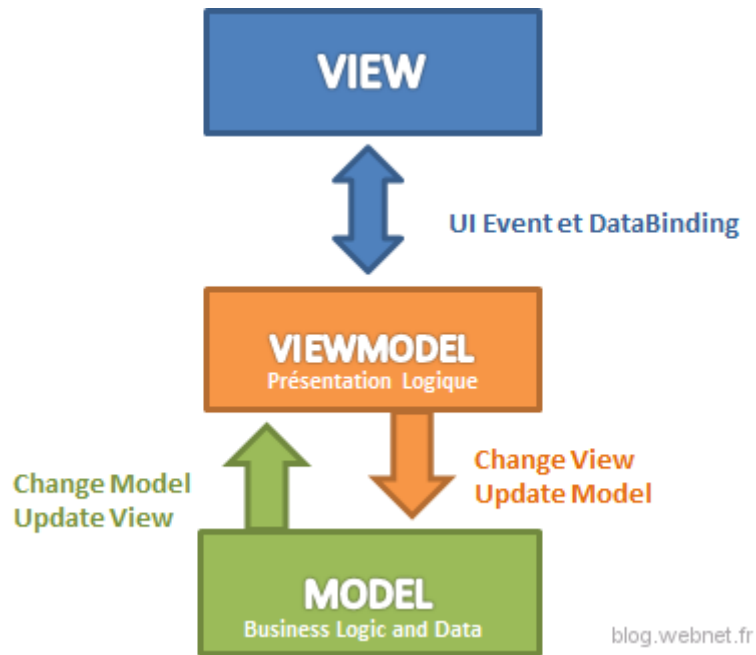 VIEW
UI Event et DataBinding
VIEWMODEL
Présentation Logique
Change Model
Update View
Change View
Update Model
MODEL
Business Logic and Data
blog.webnet.fr